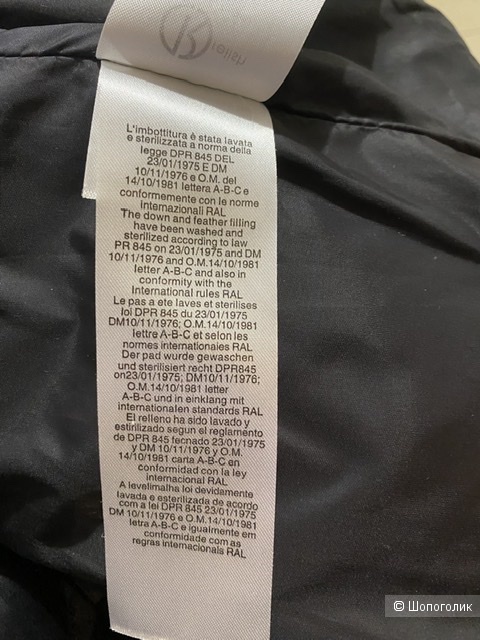 L'imbottitura è stata lavata
e sterilizzata a norma della
legge DPR 845 DEL
23/01/1975 E DM
10/11/1976 e O.M. del
14/10/1981 lettera A-B-C e
conformemente con le norme
Internazionali RAL
The down and feather filling
have been washed and
sterilized according to law
PR 845 on 23/01/1975 and DM
10/11/1976 and O.M.14/10/1981
letter A-B-C and also in
conformity with the
International rules RAL
Le pas a ete laves et sterilises
loi DPR 845 du 23/01/1975
DM10/11/1976; O.M.14/10/1981
lettre A-B-C et selon les
normes internationales RAL
Der pad wurde gewaschen
und sterilisiert recht DPR845
on23/01/1975; DM10/11/1976;
O.M.14/10/1981 letter
A-B-C und in einklang mit
internationalen standards RAL
El relleno ha sido lavado y
estirilizado segun el reglamento
de DPR 845 fecnado 23/01/1975
y DM 10/11/1976 y O.M.
14/10/1981 carta A-B-C en
conformidad con la ley
internacional RAL
A levelimalha loi devidamente
lavada e esterilizada de acordo
com a lei DPR 845 23/01/1975
DM 10/11/1976 e O.M.14/10/1981
letra A-B-C e igualmente em
conformidade com as
regras internacionals RAL
© Шопоголик